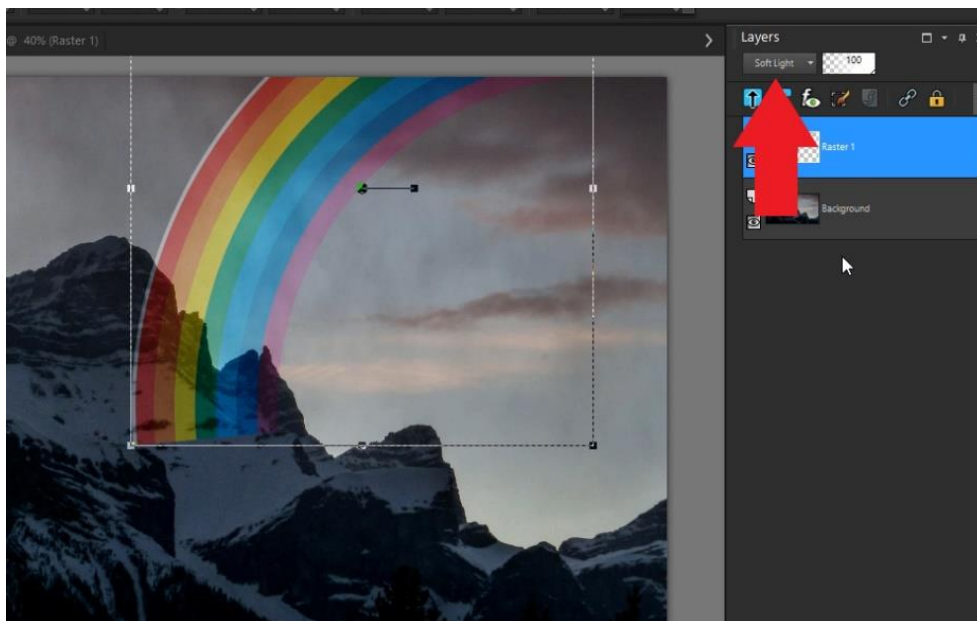 @ 40% (Raster 1)
Layers
Soft Light
100
Raster 1
Background